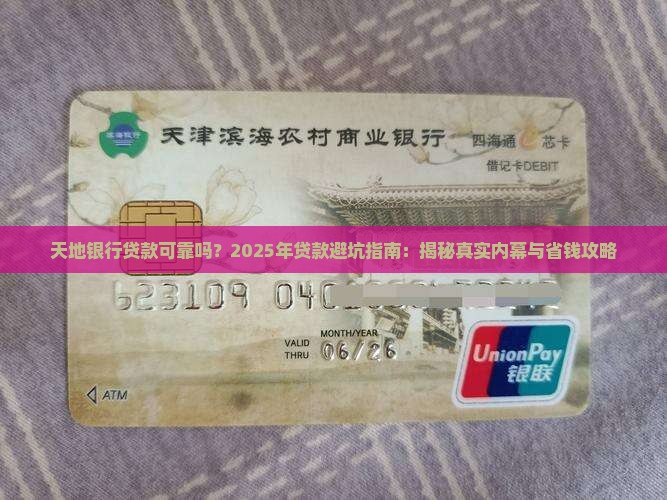 滨海银行
天津滨海农村商业银行
四海通 芯卡
借记卡DEBIT
天地银行贷款可靠吗？2025年贷款避坑指南：揭秘真实内幕与省钱攻略
MONTH/YEAR
VALID THRU 06/26
UnionPay
银联
ATM